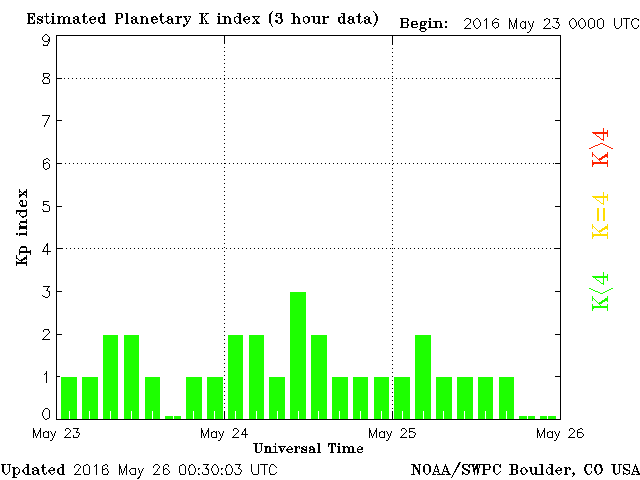 Estimated Planetary K index (3 hour data) Begin: 2016 May 23 0000 UTC
9
8
7
6
5
4
3
2
1
0
Kp index
K>4
K=4
K<4
May 23 May 24 May 25 May 26
Universal Time
Updated 2016 May 26 00:30:03 UTC NOAA/SWPC Boulder, CO USA